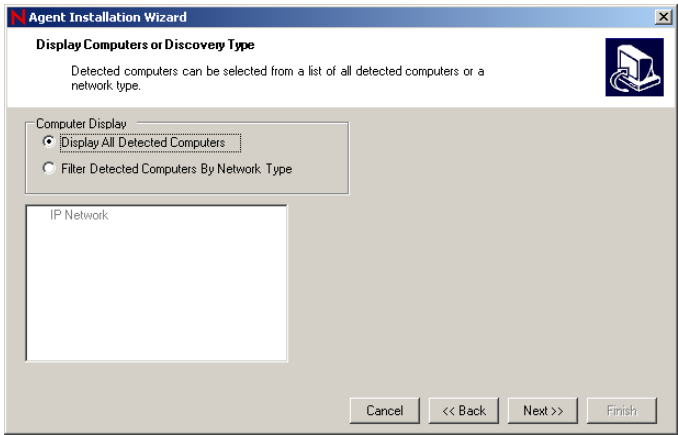 Agent Installation Wizard
Display Computers or Discovery Type
Detected computers can be selected from a list of all detected computers or a
network type.
Computer Display
Display All Detected Computers
Filter Detected Computers By Network Type
IP Network
Cancel
<< Back
Next >>
Finish